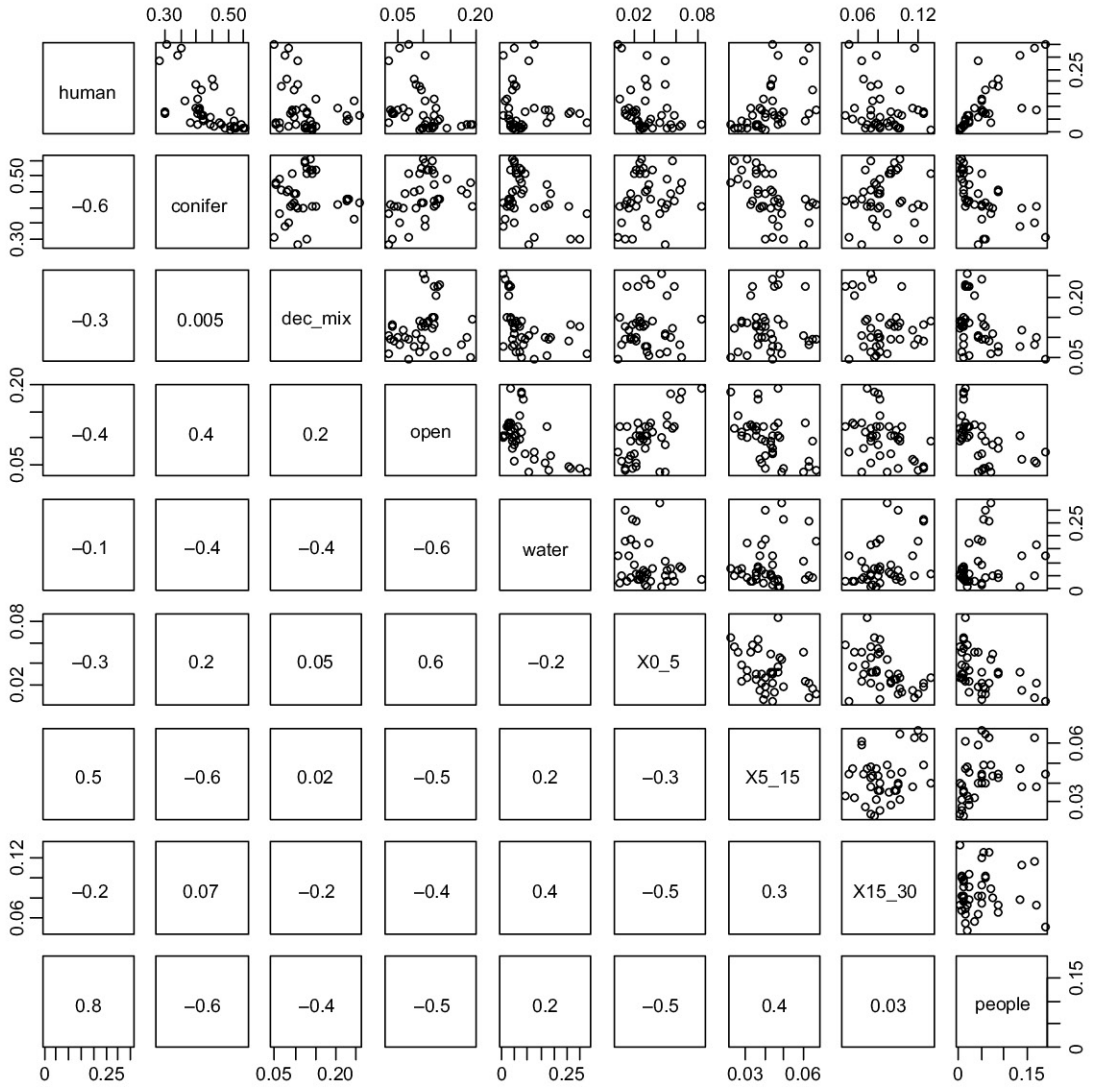 0.30 0.50 0.05 0.20 0.02 0.08 0.06 0.12
human 0 0.25
0.30 0.50 –0.6 conifer
–0.3 0.005 dec_mix 0.05 0.20
0.05 0.20 –0.4 0.4 0.2 open
–0.1 –0.4 –0.4 –0.6 water 0 0.25
0.02 0.08 –0.3 0.2 0.05 0.6 –0.2 X0_5
0.5 –0.6 0.02 –0.5 0.2 –0.3 X5_15 0.03 0.06
0.06 0.12 –0.2 0.07 –0.2 –0.4 0.4 –0.5 0.3 X15_30
0.8 –0.6 –0.4 –0.5 0.2 –0.5 0.4 0.03 people 0 0.15
0 0.25 0.05 0.20 0 0.25 0.03 0.06 0 0.15